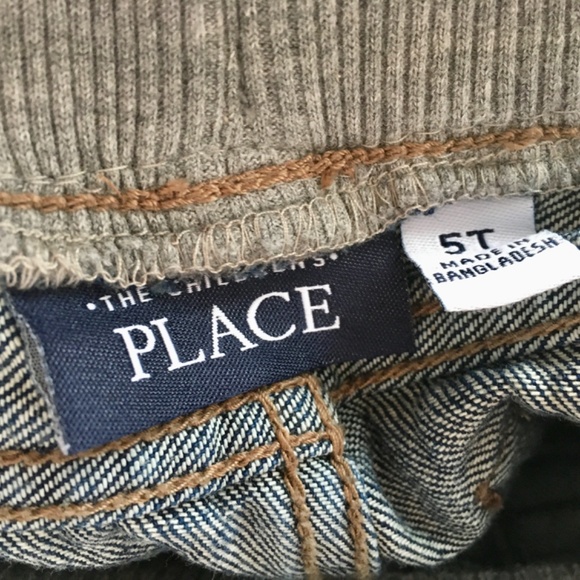 •THE CHILDREN'S•
PLACE
5T
MADE IN
BANGLADESH